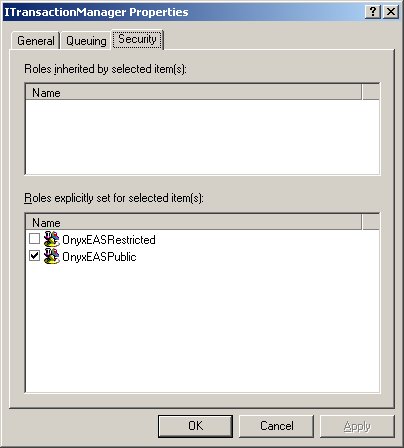 ITransactionManager Properties
General Queuing Security
Roles inherited by selected item(s):
Name
Roles explicitly set for selected item(s):
Name
OnyxEASRestricted
OnyxEASPublic
OK Cancel Apply